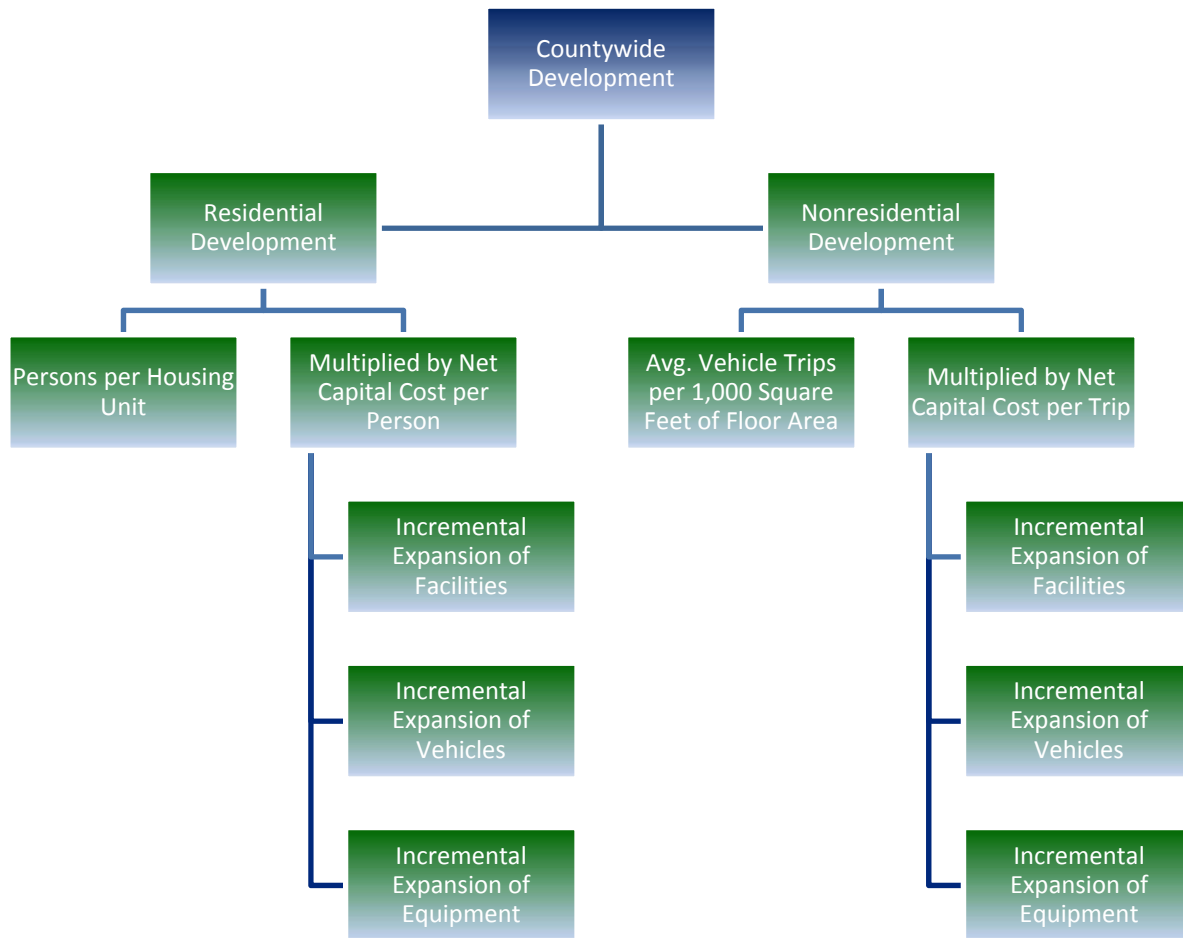 Countywide
Development
Residential
Development
Nonresidential
Development
Persons per Housing
Unit
Multiplied by Net
Capital Cost per
Person
Avg. Vehicle Trips
per 1,000 Square
Feet of Floor Area
Multiplied by Net
Capital Cost per Trip
Incremental
Expansion of
Facilities
Incremental
Expansion of
Facilities
Incremental
Expansion of
Vehicles
Incremental
Expansion of
Vehicles
Incremental
Expansion of
Equipment
Incremental
Expansion of
Equipment